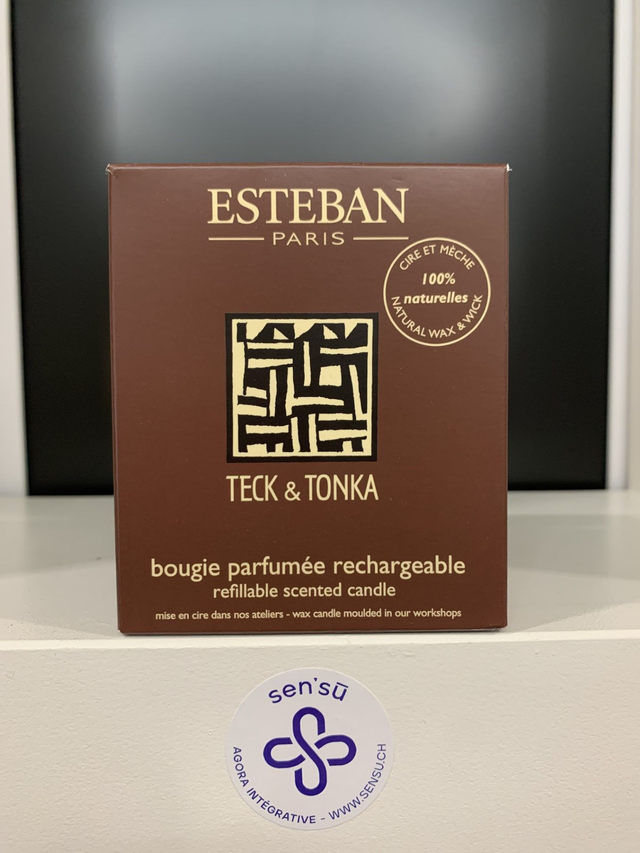 ESTEBAN
PARIS
CIRE ET MÈCHE
100%
naturelles
NATURAL WAX & WICK
TECK & TONKA
bougie parfumée rechargeable
refillable scented candle
mise en cire dans nos ateliers - wax candle moulded in our workshops
sen'sū
AGORA INTÉGRATIVE - WWW.SENSU.CH